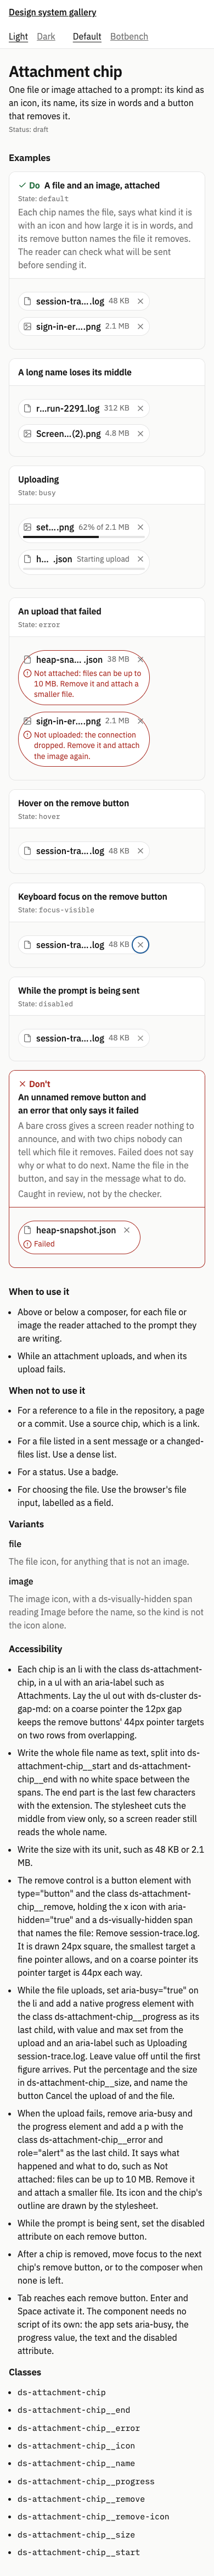 Design system gallery
Light Dark Default Botbench
Attachment chip
One file or image attached to a prompt: its kind as
an icon, its name, its size in words and a button
that removes it.
Status: draft
Examples
Do A file and an image, attached
State: default
Each chip names the file, says what kind it is
with an icon and how large it is in words, and
its remove button names the file it removes.
The reader can check what will be sent
before sending it.
session-tra....log 48 KB
sign-in-er....png 2.1 MB
A long name loses its middle
r...run-2291.log 312 KB
Screen...(2).png 4.8 MB
Uploading
State: busy
set....png 62% of 2.1 MB
h... .json Starting upload
An upload that failed
State: error
heap-sna... .json 38 MB
Not attached: files can be up to
10 MB. Remove it and attach a
smaller file.
sign-in-er....png 2.1 MB
Not uploaded: the connection
dropped. Remove it and attach
the image again.
Hover on the remove button
State: hover
session-tra....log 48 KB
Keyboard focus on the remove button
State: focus-visible
session-tra....log 48 KB
While the prompt is being sent
State: disabled
session-tra....log 48 KB
Don't
An unnamed remove button and
an error that only says it failed
A bare cross gives a screen reader nothing to
announce, and with two chips nobody can
tell which file it removes. Failed does not say
why or what to do next. Name the file in the
button, and say in the message what to do.
Caught in review, not by the checker.
heap-snapshot.json
Failed
When to use it
Above or below a composer, for each file or
image the reader attached to the prompt they
are writing.
While an attachment uploads, and when its
upload fails.
When not to use it
For a reference to a file in the repository, a page
or a commit. Use a source chip, which is a link.
For a file listed in a sent message or a changed-
files list. Use a dense list.
For a status. Use a badge.
For choosing the file. Use the browser's file
input, labelled as a field.
Variants
file
The file icon, for anything that is not an image.
image
The image icon, with a ds-visually-hidden span
reading Image before the name, so the kind is not
the icon alone.
Accessibility
Each chip is an li with the class ds-attachment-
chip, in a ul with an aria-label such as
Attachments. Lay the ul out with ds-cluster ds-
gap-md: on a coarse pointer the 12px gap
keeps the remove buttons' 44px pointer targets
on two rows from overlapping.
Write the whole file name as text, split into ds-
attachment-chip__start and ds-attachment-
chip__end with no white space between the
spans. The end part is the last few characters
with the extension. The stylesheet cuts the
middle from view only, so a screen reader still
reads the whole name.
Write the size with its unit, such as 48 KB or 2.1
MB.
The remove control is a button element with
type="button" and the class ds-attachment-
chip__remove, holding the x icon with aria-
hidden="true" and a ds-visually-hidden span
that names the file: Remove session-trace.log.
It is drawn 24px square, the smallest target a
fine pointer allows, and on a coarse pointer its
pointer target is 44px each way.
While the file uploads, set aria-busy="true" on
the li and add a native progress element with
the class ds-attachment-chip__progress as its
last child, with value and max set from the
upload and an aria-label such as Uploading
session-trace.log. Leave value off until the first
figure arrives. Put the percentage and the size
in ds-attachment-chip__size, and name the
button Cancel the upload of and the file.
When the upload fails, remove aria-busy and
the progress element and add a p with the
class ds-attachment-chip__error and
role="alert" as the last child. It says what
happened and what to do, such as Not
attached: files can be up to 10 MB. Remove it
and attach a smaller file. Its icon and the chip's
outline are drawn by the stylesheet.
While the prompt is being sent, set the disabled
attribute on each remove button.
After a chip is removed, move focus to the next
chip's remove button, or to the composer when
none is left.
Tab reaches each remove button. Enter and
Space activate it. The component needs no
script of its own: the app sets aria-busy, the
progress value, the text and the disabled
attribute.
Classes
ds-attachment-chip
ds-attachment-chip__end
ds-attachment-chip__error
ds-attachment-chip__icon
ds-attachment-chip__name
ds-attachment-chip__progress
ds-attachment-chip__remove
ds-attachment-chip__remove-icon
ds-attachment-chip__size
ds-attachment-chip__start